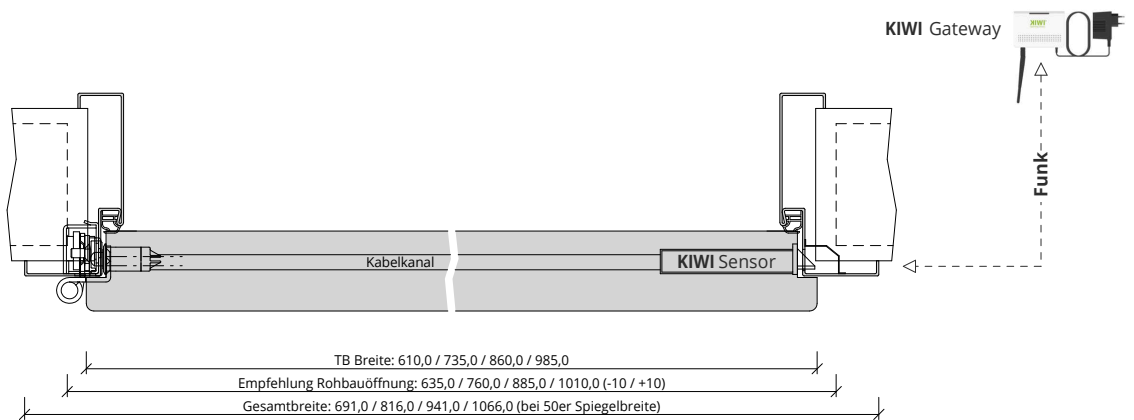 KIWI Gateway
KIWI
Funk
Kabelkanal
KIWI Sensor
TB Breite: 610,0 / 735,0 / 860,0 / 985,0
Empfehlung Rohbauöffnung: 635,0 / 760,0 / 885,0 / 1010,0 (-10 / +10)
Gesamtbreite: 691,0 / 816,0 / 941,0 / 1066,0 (bei 50er Spiegelbreite)